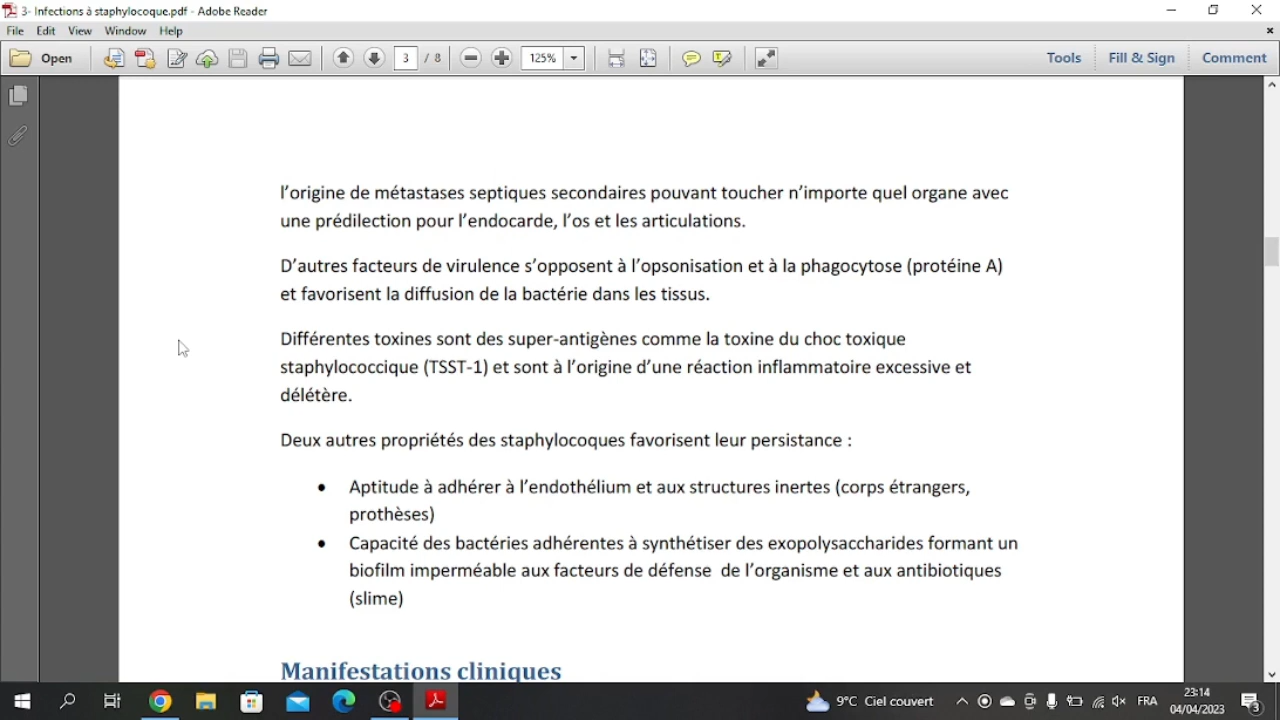 3- Infections à staphylocoque.pdf - Adobe Reader
File Edit View Window Help
Open 3 / 8 125% Tools Fill & Sign Comment
l’origine de métastases septiques secondaires pouvant toucher n’importe quel organe avec
une prédilection pour l’endocarde, l’os et les articulations.
D’autres facteurs de virulence s’opposent à l’opsonisation et à la phagocytose (protéine A)
et favorisent la diffusion de la bactérie dans les tissus.
Différentes toxines sont des super-antigènes comme la toxine du choc toxique
staphylococcique (TSST-1) et sont à l’origine d’une réaction inflammatoire excessive et
délétère.
Deux autres propriétés des staphylocoques favorisent leur persistance :
• Aptitude à adhérer à l’endothélium et aux structures inertes (corps étrangers,
prothèses)
• Capacité des bactéries adhérentes à synthétiser des exopolysaccharides formant un
biofilm imperméable aux facteurs de défense de l’organisme et aux antibiotiques
(slime)
Manifestations cliniques
9°C Ciel couvert FRA 23:14
04/04/2023 3